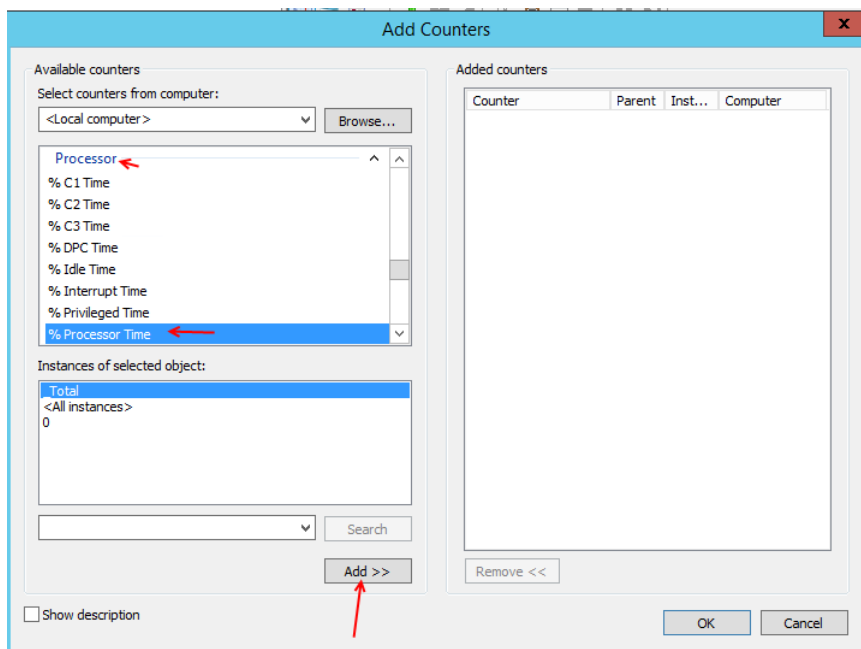 Add Counters
x
Available counters
Select counters from computer:
<Local computer>
Browse...
Processor
% C1 Time
% C2 Time
% C3 Time
% DPC Time
% Idle Time
% Interrupt Time
% Privileged Time
% Processor Time
Instances of selected object:
_Total
<All instances>
0
Search
Add >>
Show description
Added counters
Counter Parent Inst... Computer
Remove <<
OK Cancel